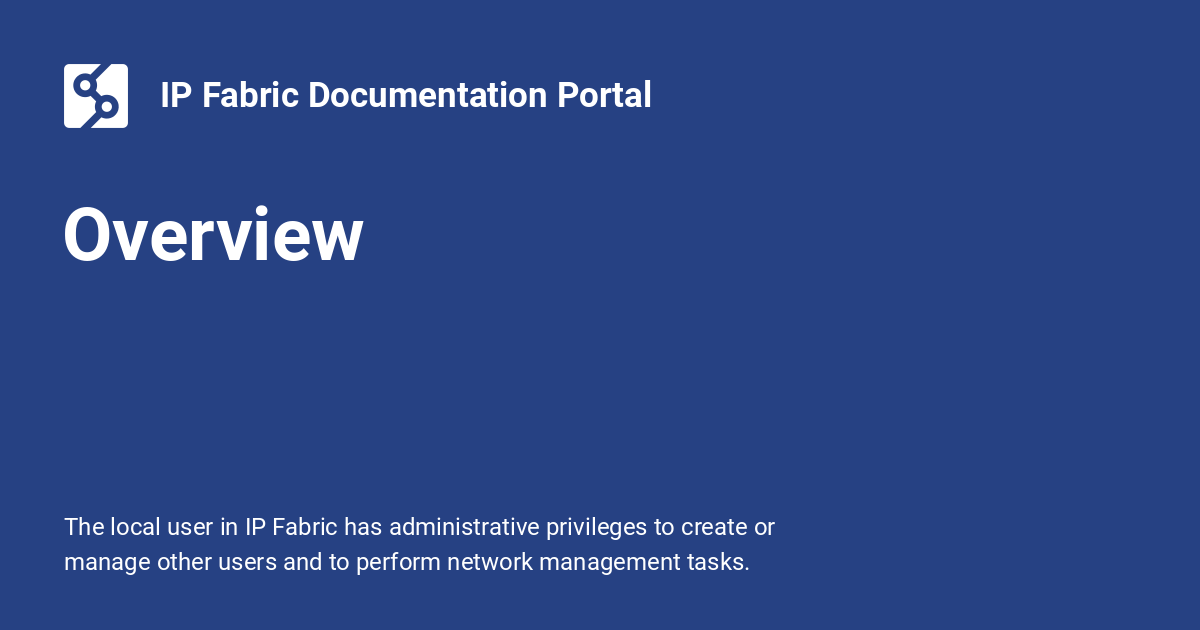 IP Fabric Documentation Portal
Overview
The local user in IP Fabric has administrative privileges to create or
manage other users and to perform network management tasks.